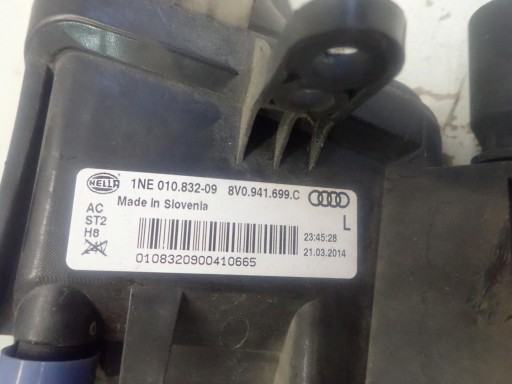 HELLA 1NE 010.832-09 8V0.941.699.C
Made in Slovenia
AC
ST2
H8
L
23:45:28
21.03.2014
0108320900410665